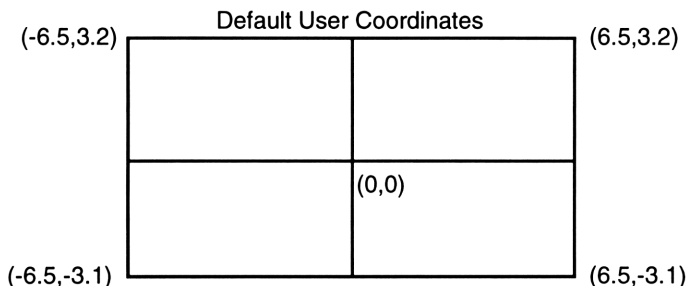 Default User Coordinates
(-6.5,3.2) (6.5,3.2)
(0,0)
(-6.5,-3.1) (6.5,-3.1)